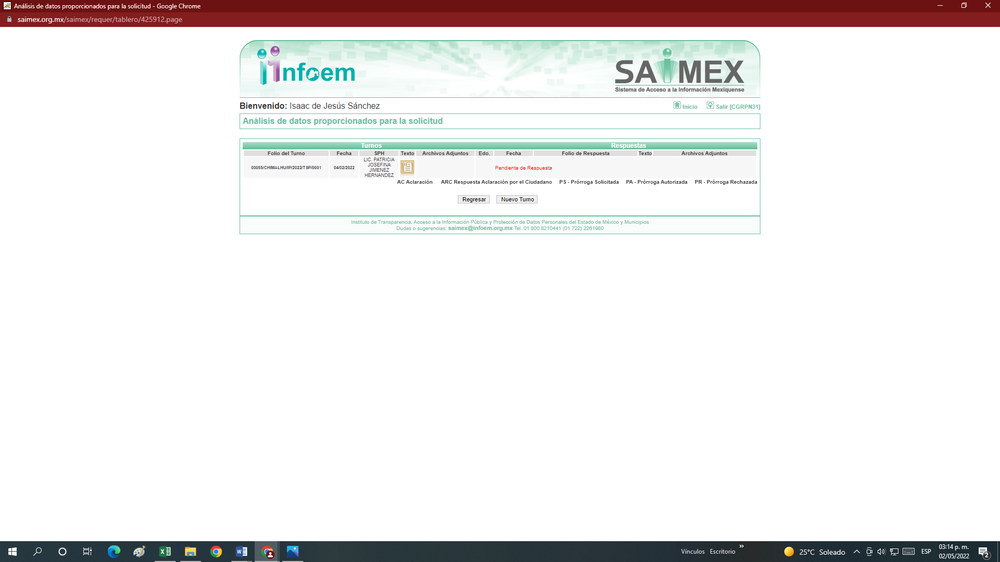 Análisis de datos proporcionados para la solicitud - Google Chrome
saimex.org.mx/saimex/requer/tablero/425912.page
infoem
SAIMEX
Sistema de Acceso a la Información Mexiquense
Bienvenido: Isaac de Jesús Sánchez
Inicio
Salir [CGRPN31]
Análisis de datos proporcionados para la solicitud
Turnos
Respuestas
Folio del Turno Fecha SPH Texto Archivos Adjuntos Edo. Fecha Folio de Respuesta Texto Archivos Adjuntos
00055/CHIMALHU/IP/2022/TSP/0001
04/02/2022
LIC. PATRICIA
JOSEFINA
JIMENEZ
HERNANDEZ
Pendiente de Respuesta
AC Aclaración ARC Respuesta Aclaración por el Ciudadano PS - Prórroga Solicitada PA - Prórroga Autorizada PR - Prórroga Rechazada
Regresar
Nuevo Turno
Instituto de Transparencia, Acceso a la Información Pública y Protección de Datos Personales del Estado de México y Municipios
Dudas o sugerencias: saimex@infoem.org.mx Tel. 01 800 8210441 (01 722) 2261980
Vínculos Escritorio »
25°C Soleado
ESP
03:14 p. m.
02/05/2022
2